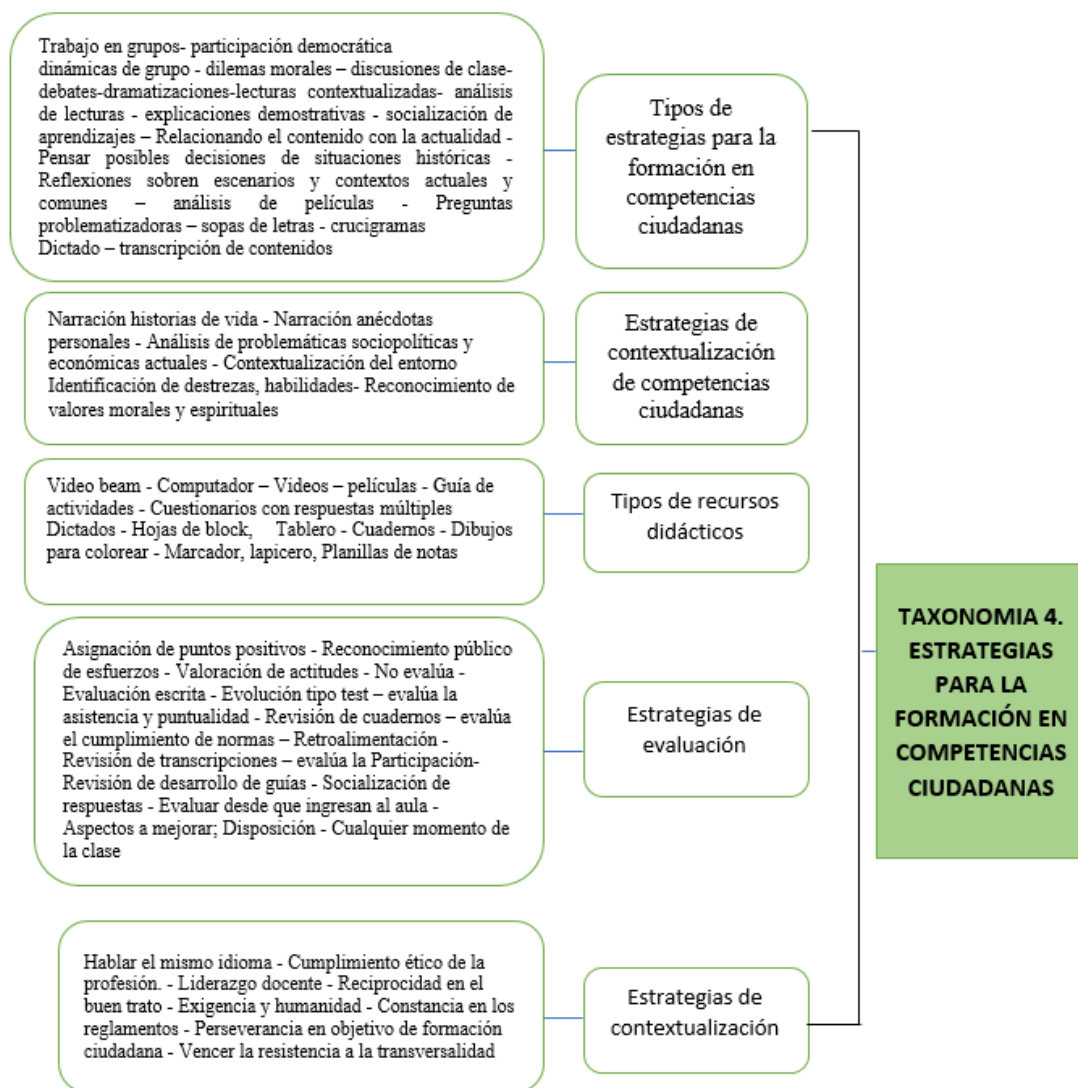 Trabajo en grupos- participación democrática
dinámicas de grupo - dilemas morales – discusiones de clase-
debates-dramatizaciones-lecturas contextualizadas- análisis
de lecturas - explicaciones demostrativas - socialización de
aprendizajes – Relacionando el contenido con la actualidad -
Pensar posibles decisiones de situaciones históricas -
Reflexiones sobren escenarios y contextos actuales y
comunes – análisis de películas - Preguntas
problematizadoras – sopas de letras - crucigramas
Dictado – transcripción de contenidos
Tipos de
estrategias para la
formación en
competencias
ciudadanas
Narración historias de vida - Narración anécdotas
personales - Análisis de problemáticas sociopolíticas y
económicas actuales - Contextualización del entorno
Identificación de destrezas, habilidades- Reconocimiento de
valores morales y espirituales
Estrategias de
contextualización
de competencias
ciudadanas
Video beam - Computador – Videos – películas - Guía de
actividades - Cuestionarios con respuestas múltiples
Dictados - Hojas de block, Tablero - Cuadernos - Dibujos
para colorear - Marcador, lapicero, Planillas de notas
Tipos de recursos
didácticos
Asignación de puntos positivos - Reconocimiento público
de esfuerzos - Valoración de actitudes - No evalúa -
Evaluación escrita - Evolución tipo test – evalúa la
asistencia y puntualidad - Revisión de cuadernos – evalúa
el cumplimiento de normas – Retroalimentación -
Revisión de transcripciones – evalúa la Participación-
Revisión de desarrollo de guías - Socialización de
respuestas - Evaluar desde que ingresan al aula -
Aspectos a mejorar; Disposición - Cualquier momento de
la clase
Estrategias de
evaluación
Hablar el mismo idioma - Cumplimiento ético de la
profesión. - Liderazgo docente - Reciprocidad en el
buen trato - Exigencia y humanidad - Constancia en los
reglamentos - Perseverancia en objetivo de formación
ciudadana - Vencer la resistencia a la transversalidad
Estrategias de
contextualización
TAXONOMIA 4.
ESTRATEGIAS
PARA LA
FORMACIÓN EN
COMPETENCIAS
CIUDADANAS